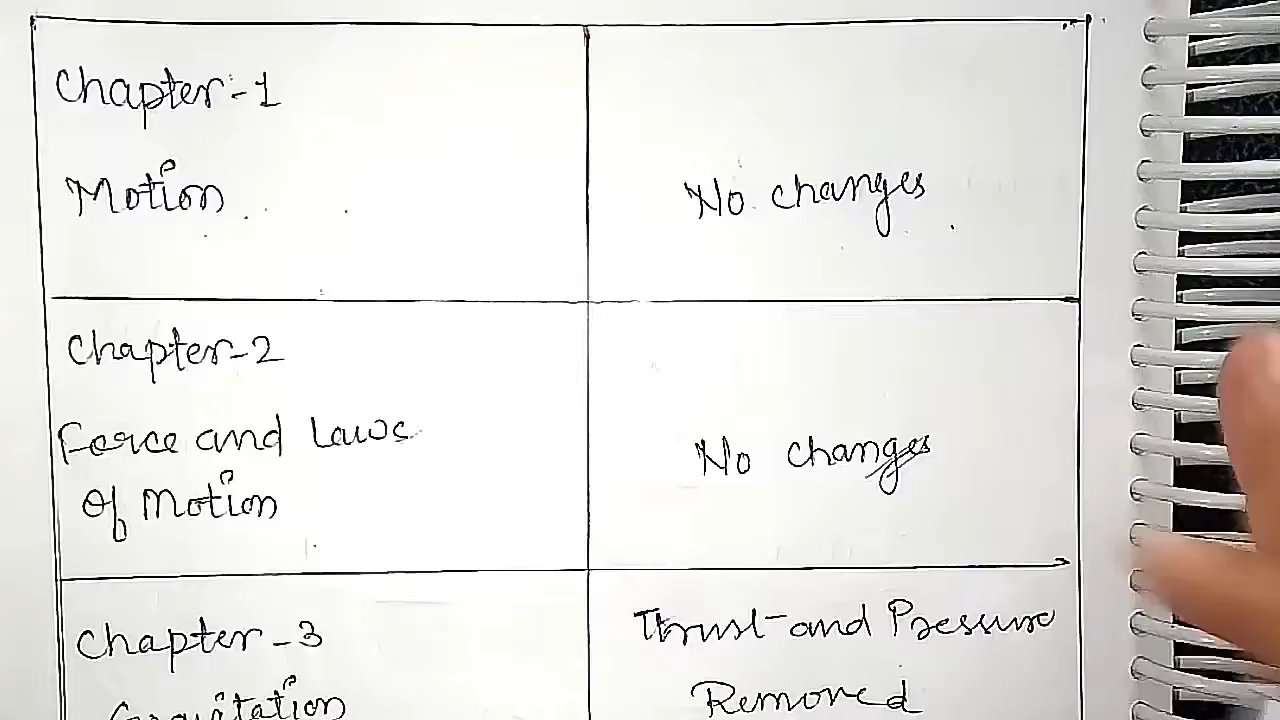 Chapter:-1
Motion
No changes
Chapter-2
Force and Laws
of Motion
No changes
Chapter-3
Gravitation
Thrust-and Pressure
Removed